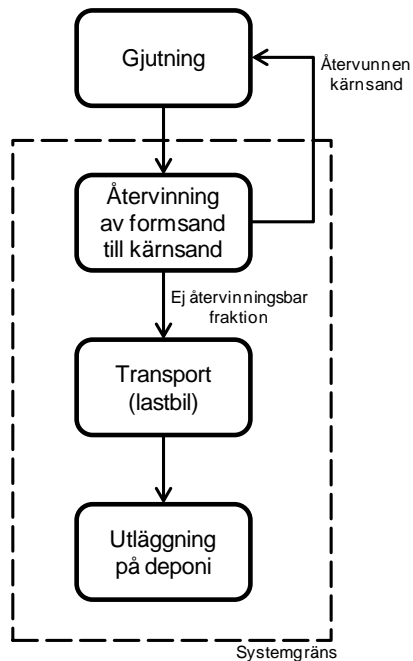 Gjutning
Återvunnen
kärnsand
Återvinning
av formsand
till kärnsand
Ej återvinningsbar
fraktion
Transport
(lastbil)
Utläggning
på deponi
Systemgräns